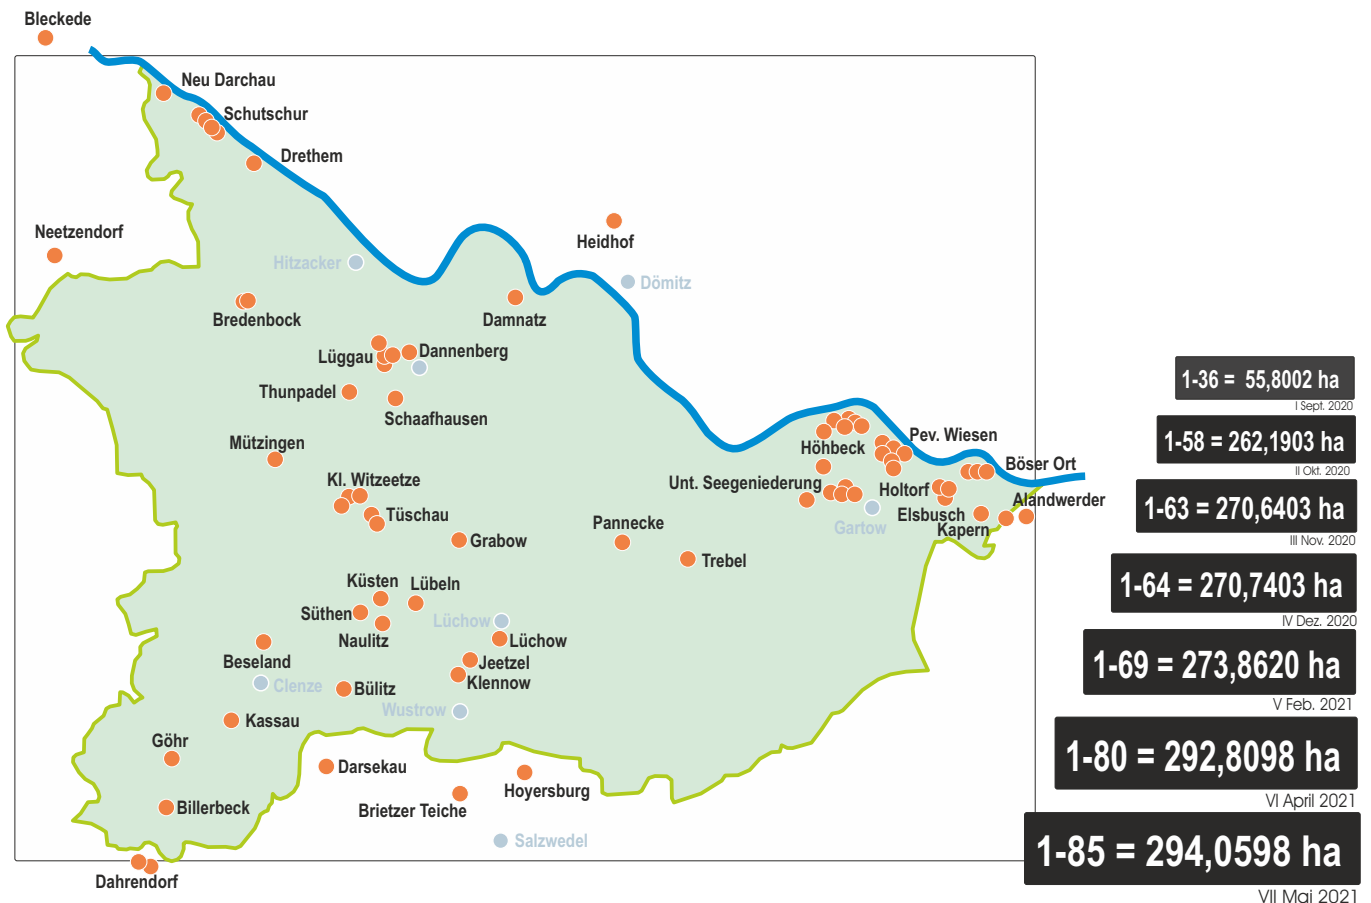 Bleckede
Neu Darchau
Schutschur
Drethem
Neetzendorf
Heidhof
Hitzacker
Dömitz
Bredenbock
Damnatz
Lüggau
Dannenberg
Thunpadel
Schaafhausen
Mützingen
Höhbeck
Pev. Wiesen
Böser Ort
Kl. Witzeetze
Unt. Seegeniederung
Holtorf
Alandwerder
Tüschau
Pannecke
Gartow
Elsbusch
Kapern
Grabow
Trebel
Küsten
Lübeln
Süthen
Lüchow
Naulitz
Lüchow
Beseland
Jeetzel
Clenze
Bülitz
Klennow
Wustrow
Kassau
Göhr
Darsekau
Hoyersburg
Billerbeck
Brietzer Teiche
Salzwedel
Dahrendorf
1-36 = 55,8002 ha
I Sept. 2020
1-58 = 262,1903 ha
II Okt. 2020
1-63 = 270,6403 ha
III Nov. 2020
1-64 = 270,7403 ha
IV Dez. 2020
1-69 = 273,8620 ha
V Feb. 2021
1-80 = 292,8098 ha
VI April 2021
1-85 = 294,0598 ha
VII Mai 2021